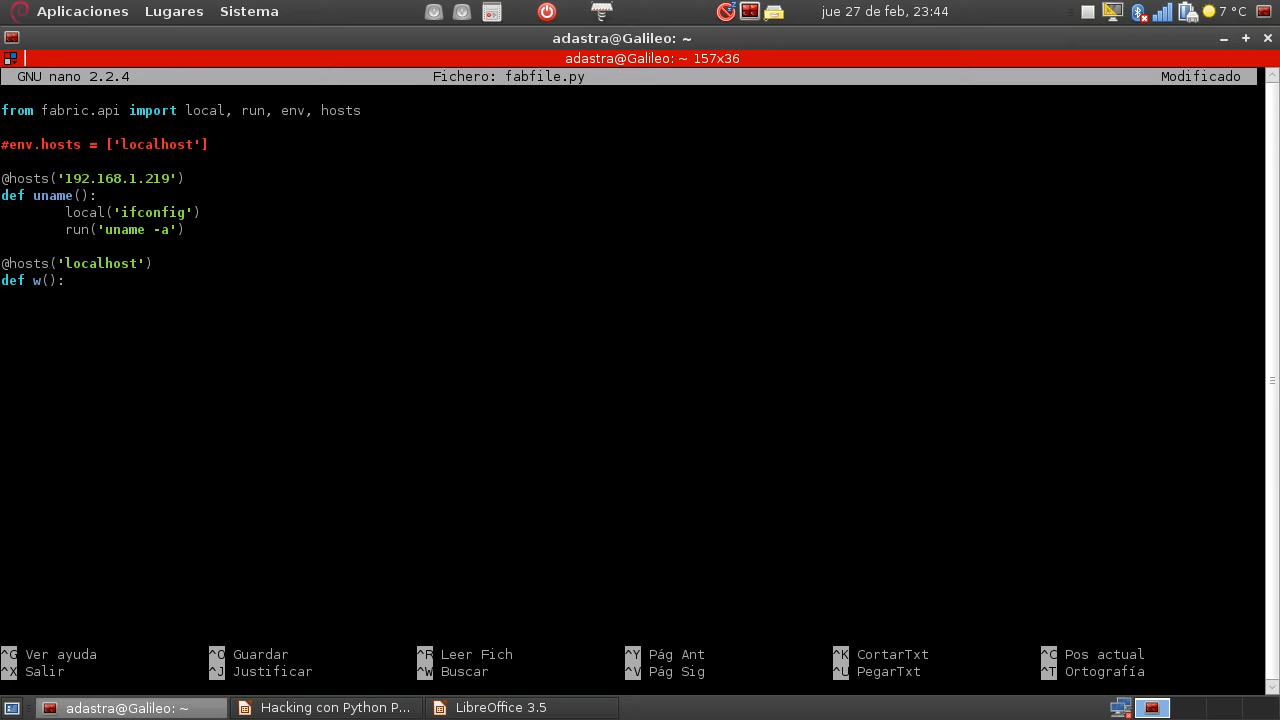 Aplicaciones Lugares Sistema jue 27 de feb, 23:44 7 °C
adastra@Galileo: ~
adastra@Galileo: ~ 157x36
GNU nano 2.2.4 Fichero: fabfile.py Modificado
from fabric.api import local, run, env, hosts
#env.hosts = ['localhost']
@hosts('192.168.1.219')
def uname():
local('ifconfig')
run('uname -a')
@hosts('localhost')
def w():
^G Ver ayuda ^O Guardar ^R Leer Fich ^Y Pág Ant ^K CortarTxt ^C Pos actual
^X Salir ^J Justificar ^W Buscar ^V Pág Sig ^U PegarTxt ^T Ortografía
adastra@Galileo: ~ Hacking con Python P... LibreOffice 3.5